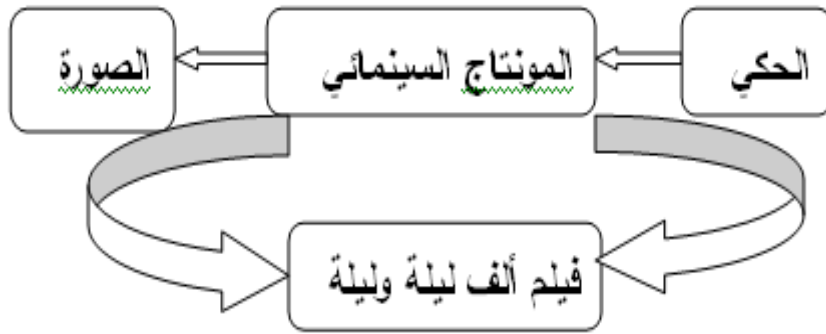 الحكي
المونتاج السينمائي
الصورة
فيلم ألف ليلة وليلة